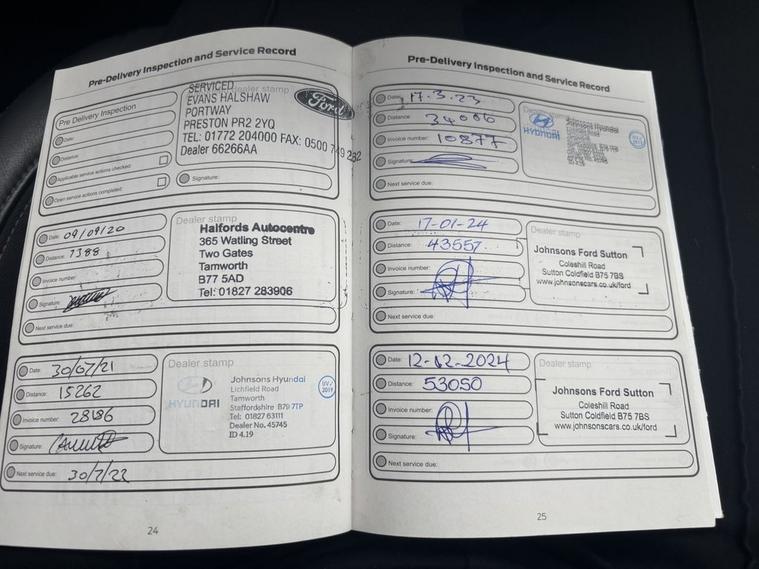 Pre-Delivery Inspection and Service Record
Pre Delivery Inspection
Date:
Distance:
Applicable service actions checked:
Open service actions completed:
Dealer stamp
SERVICED
EVANS HALSHAW
PORTWAY
PRESTON PR2 2YQ
TEL: 01772 204000 FAX: 0500 749 232
Dealer 66266AA
Ford
Signature:
Date: 09/09/20
Distance: 7388
Invoice number:
Signature:
Next service due:
Dealer stamp
Halfords Autocentre
365 Watling Street
Two Gates
Tamworth
B77 5AD
Tel: 01827 283906
Date: 30/07/21
Distance: 15262
Invoice number:
Signature:
Next service due: 30/7/22
Dealer stamp
HYUNDAI
Johnsons Hyundai
Lichfield Road
Tamworth
Staffordshire B79 7TP
Tel: 01827 63111
Dealer No. 45745
ID 4.19
24
Pre-Delivery Inspection and Service Record
Date: 17.3.23
Distance: 34086
Invoice number: 10877
Signature:
Next service due:
HYUNDAI
Date: 17-01-24
Distance: 43557
Invoice number:
Signature:
Next service due:
Dealer stamp
Johnsons Ford Sutton
Coleshill Road
Sutton Coldfield B75 7BS
www.johnsonscars.co.uk/ford
Date: 12-12-2024
Distance: 53050
Invoice number:
Signature:
Next service due:
Dealer stamp
Johnsons Ford Sutton
Coleshill Road
Sutton Coldfield B75 7BS
www.johnsonscars.co.uk/ford
25